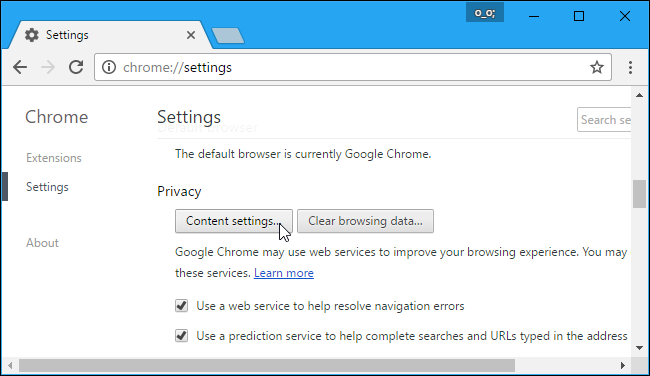 o_o;
Settings
chrome://settings
Chrome
Settings
Search se
Default browser
Extensions
The default browser is currently Google Chrome.
Settings
Privacy
Content settings...
Clear browsing data...
About
Google Chrome may use web services to improve your browsing experience. You may
these services. Learn more
Use a web service to help resolve navigation errors
Use a prediction service to help complete searches and URLs typed in the address